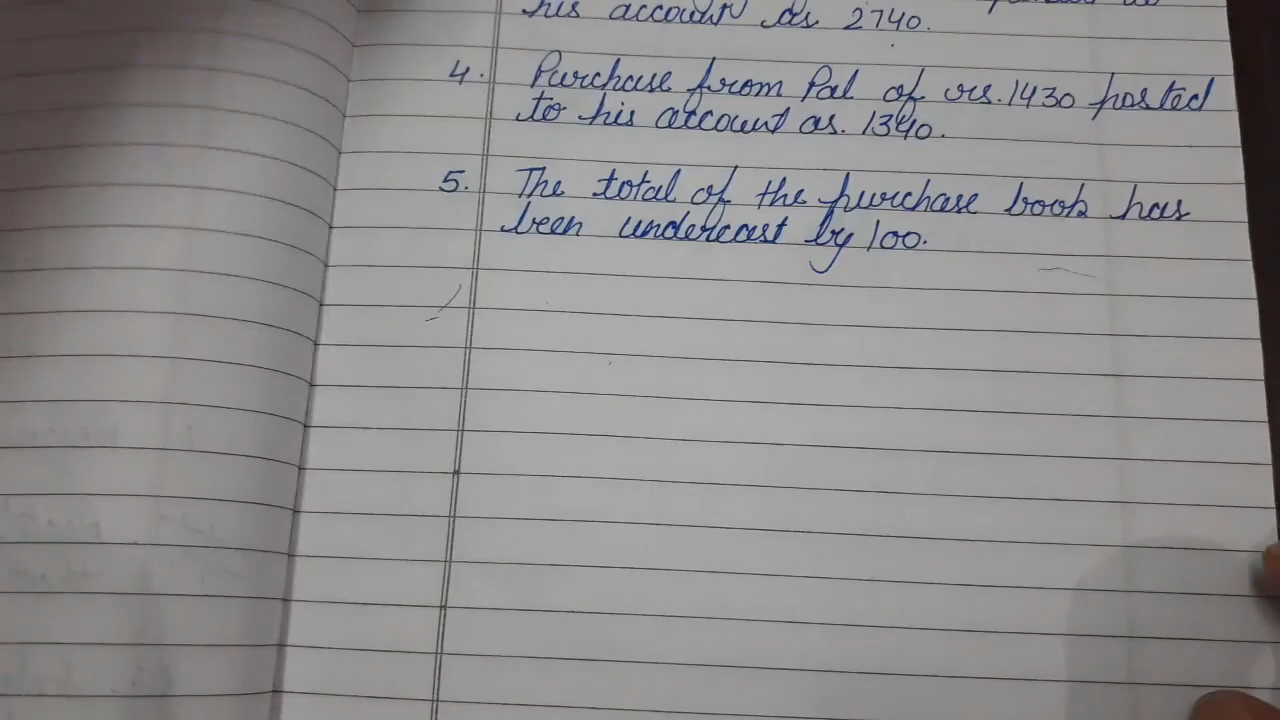 his account as 2740.
4. Purchase from Pal of rs. 1430 posted
to his account as. 1340.
5. The total of the purchase book has
been undercast by 100.